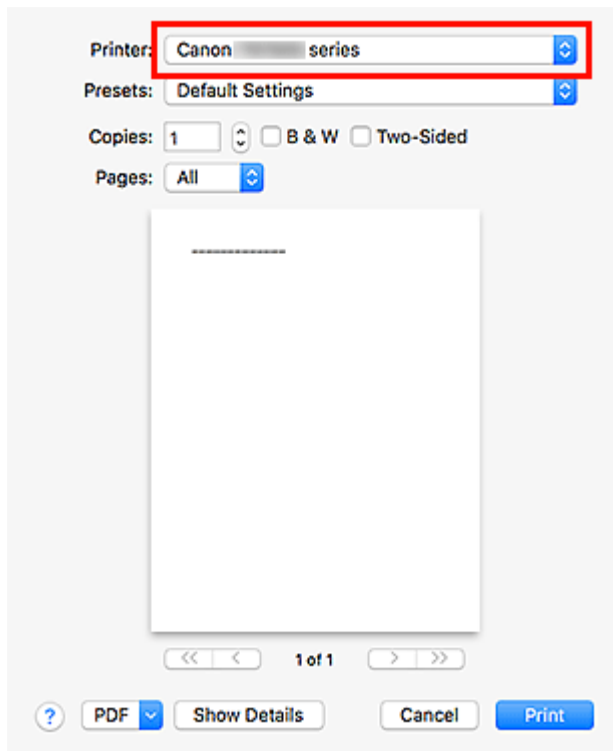 Printer: Canon series
Presets: Default Settings
Copies: 1 B & W Two-Sided
Pages: All
-------------
<< < 1 of 1 > >>
? PDF Show Details Cancel Print